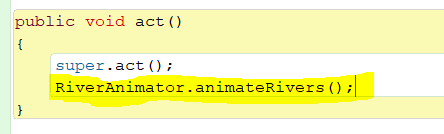 public void act()
{
super.act();
RiverAnimator.animateRivers();
}